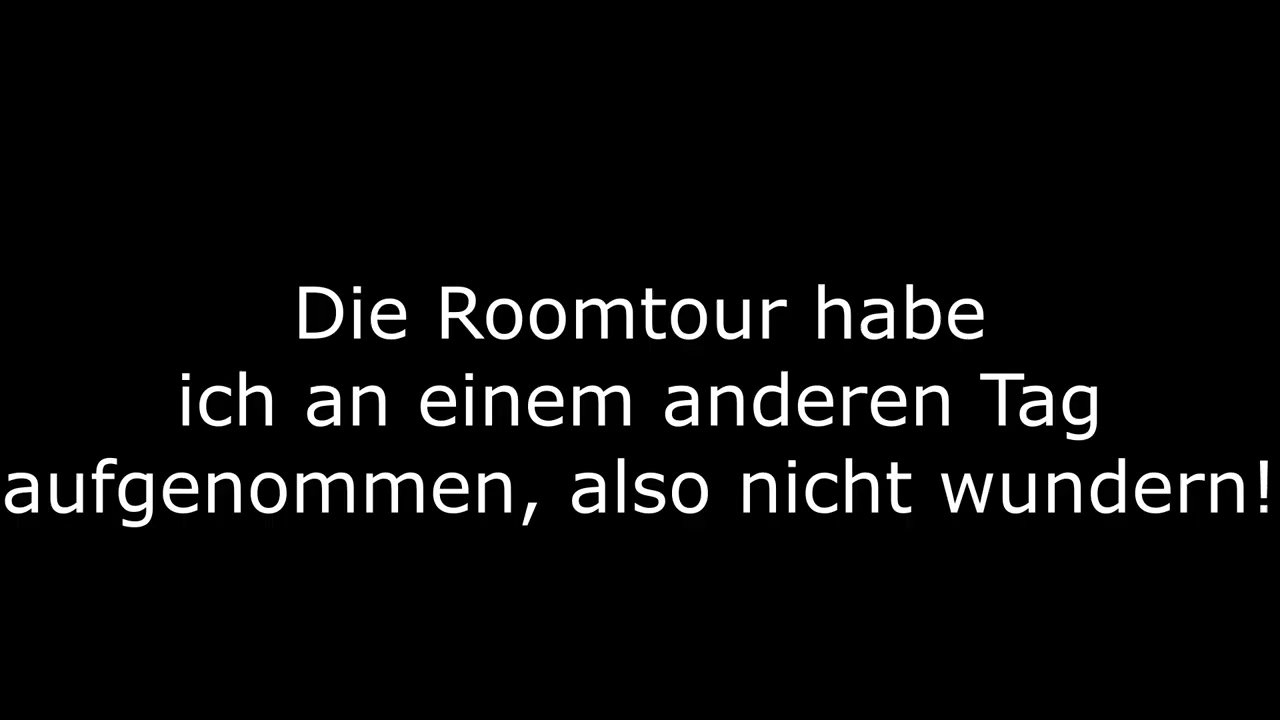 Die Roomtour habe
ich an einem anderen Tag
aufgenommen, also nicht wundern!